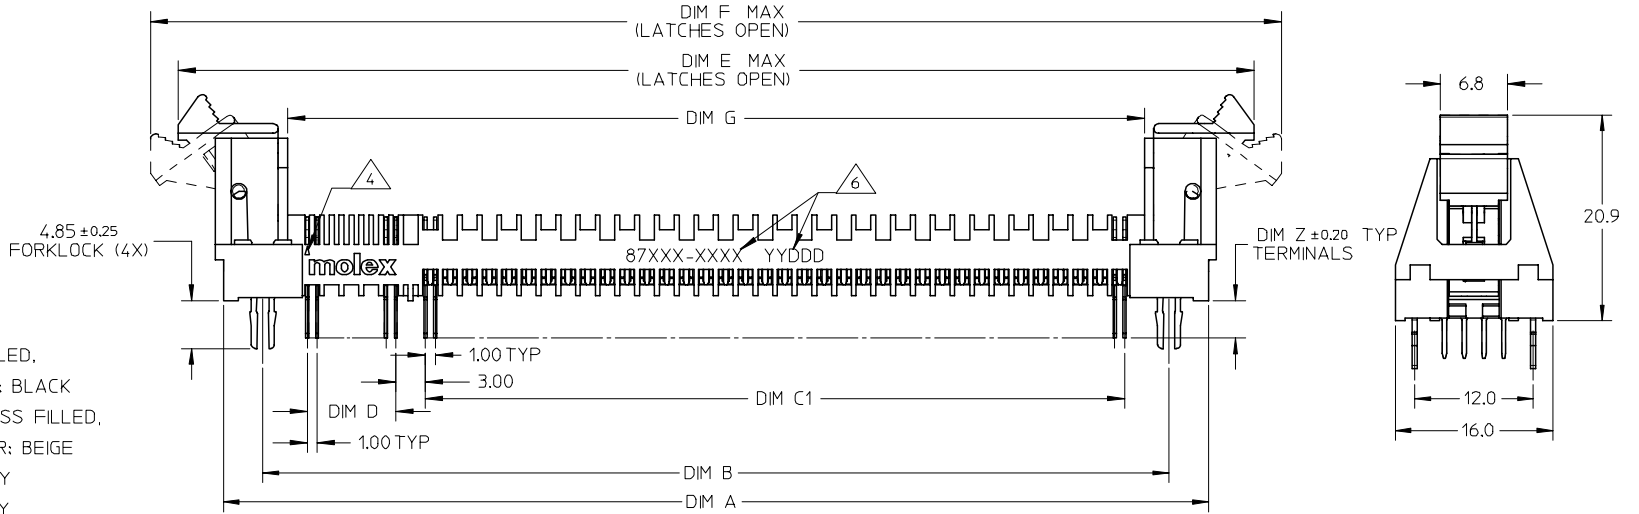 DIM F MAX
(LATCHES OPEN)
DIM E MAX
(LATCHES OPEN)
DIM G
6.8
4
6
20.9
4.85 ±0.25
FORKLOCK (4X)
molex
87XXX-XXXX YYDDD
DIM Z ±0.20 TYP
TERMINALS
LED,
: BLACK
SS FILLED,
R: BEIGE
Y
Y
1.00 TYP
3.00
DIM C1
DIM D
1.00 TYP
12.0
16.0
DIM B
DIM A